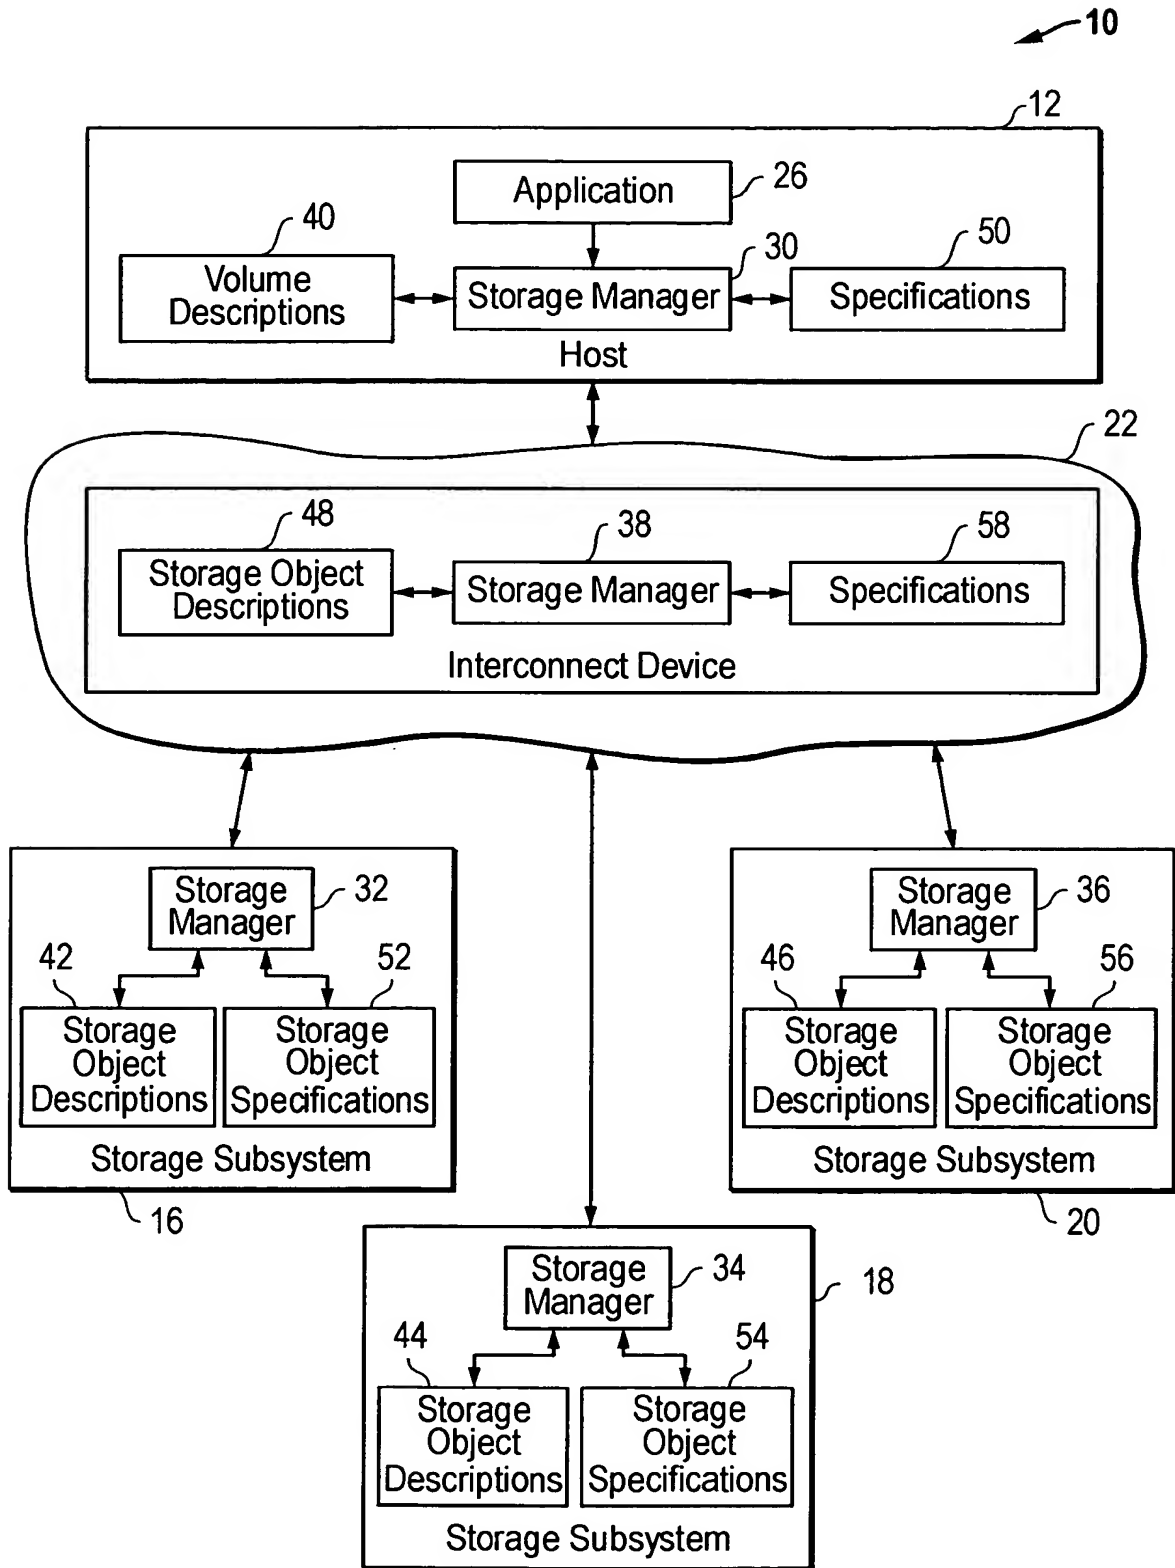 10
12
Application
26
40
30
50
Volume
Descriptions
Storage Manager
Specifications
Host
22
48
38
58
Storage Object
Descriptions
Storage Manager
Specifications
Interconnect Device
Storage
Manager
32
42
52
Storage
Object
Descriptions
Storage
Object
Specifications
Storage Subsystem
16
Storage
Manager
36
46
56
Storage
Object
Descriptions
Storage
Object
Specifications
Storage Subsystem
20
Storage
Manager
34
18
44
54
Storage
Object
Descriptions
Storage
Object
Specifications
Storage Subsystem